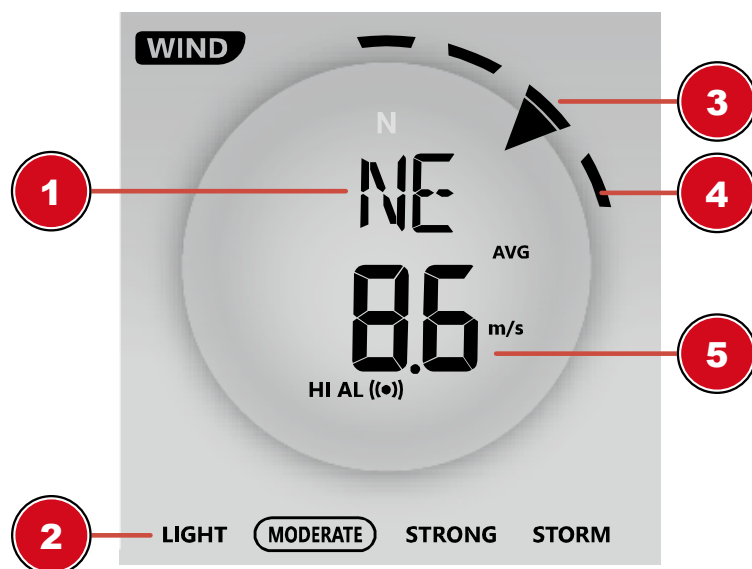 WIND
3
N
1
NE
4
AVG
8.6
m/s
5
HI AL ((•))
2
LIGHT MODERATE STRONG STORM